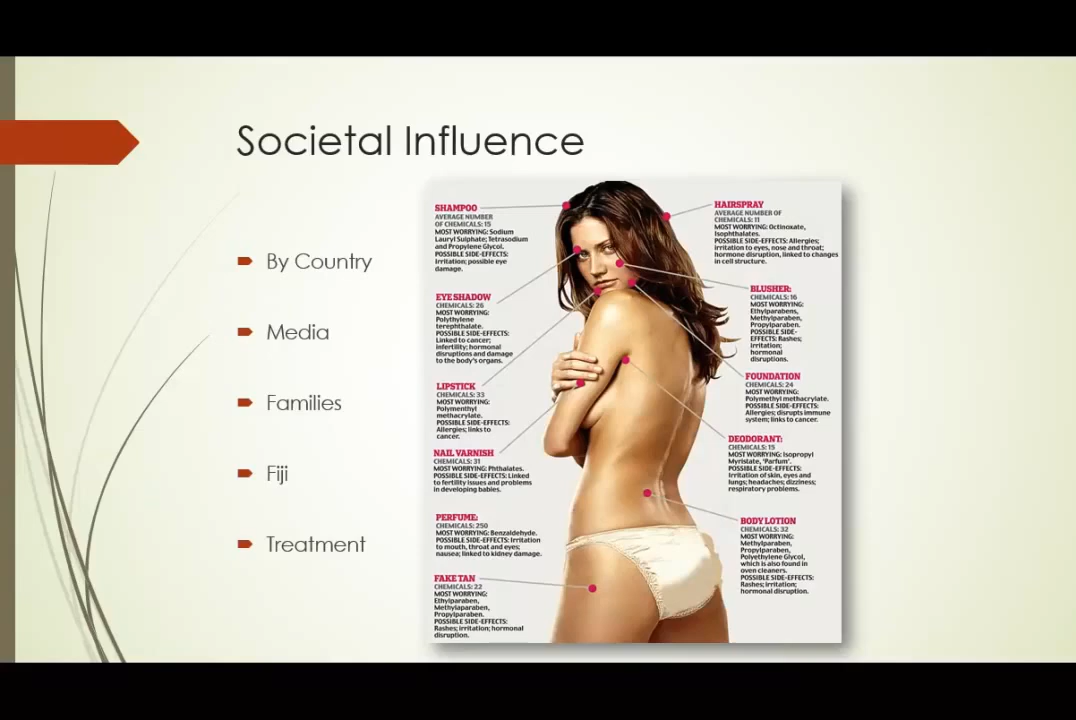 Societal Influence
By Country
Media
Families
Fiji
Treatment
SHAMPOO
AVERAGE NUMBER
OF CHEMICALS: 15
MOST WORRYING: Sodium
Lauryl Sulphate; Tetrasodium
and Propylene Glycol.
POSSIBLE SIDE-EFFECTS:
Irritation; possible eye
damage.
EYE SHADOW
CHEMICALS: 26
MOST WORRYING:
Polythylene
terephthalate.
POSSIBLE SIDE-EFFECTS:
Linked to cancer;
infertility; hormonal
disruptions and damage
to the body's organs.
LIPSTICK
CHEMICALS: 33
MOST WORRYING:
Polymenthyl
methacrylate.
POSSIBLE SIDE-EFFECTS:
Allergies; links to
cancer.
NAIL VARNISH
CHEMICALS: 31
MOST WORRYING: Phthalates.
POSSIBLE SIDE-EFFECTS: Linked
to fertility issues and problems
in developing babies.
PERFUME:
CHEMICALS: 250
MOST WORRYING: Benzaldehyde.
POSSIBLE SIDE-EFFECTS: Irritation
to mouth, throat and eyes;
nausea; linked to kidney damage.
FAKE TAN
CHEMICALS: 22
MOST WORRYING:
Ethylparaben,
Methylaparaben,
Propylparaben.
POSSIBLE SIDE-EFFECTS:
Rashes; irritation; hormonal
disruption.
HAIRSPRAY
AVERAGE NUMBER OF
CHEMICALS: 11
MOST WORRYING: Octinoxate,
Isophthalates.
POSSIBLE SIDE-EFFECTS: Allergies;
irritation to eyes, nose and throat;
hormone disruption, linked to changes
in cell structure.
BLUSHER:
CHEMICALS: 16
MOST WORRYING:
Ethylparabens,
Methylparaben,
Propylparaben.
POSSIBLE SIDE-
EFFECTS: Rashes;
irritation;
hormonal
disruptions.
FOUNDATION
CHEMICALS: 24
MOST WORRYING:
Polymethyl methacrylate.
POSSIBLE SIDE-EFFECTS:
Allergies; disrupts immune
system; links to cancer.
DEODORANT:
CHEMICALS: 15
MOST WORRYING: Isopropyl
Myristate, 'Parfum'.
POSSIBLE SIDE-EFFECTS:
Irritation of skin, eyes and
lungs; headaches; dizziness;
respiratory problems.
BODY LOTION
CHEMICALS: 32
MOST WORRYING:
Methylparaben,
Propylparaben,
Polyethylene Glycol,
which is also found in
oven cleaners.
POSSIBLE SIDE-EFFECTS:
Rashes; irritation;
hormonal disruption.